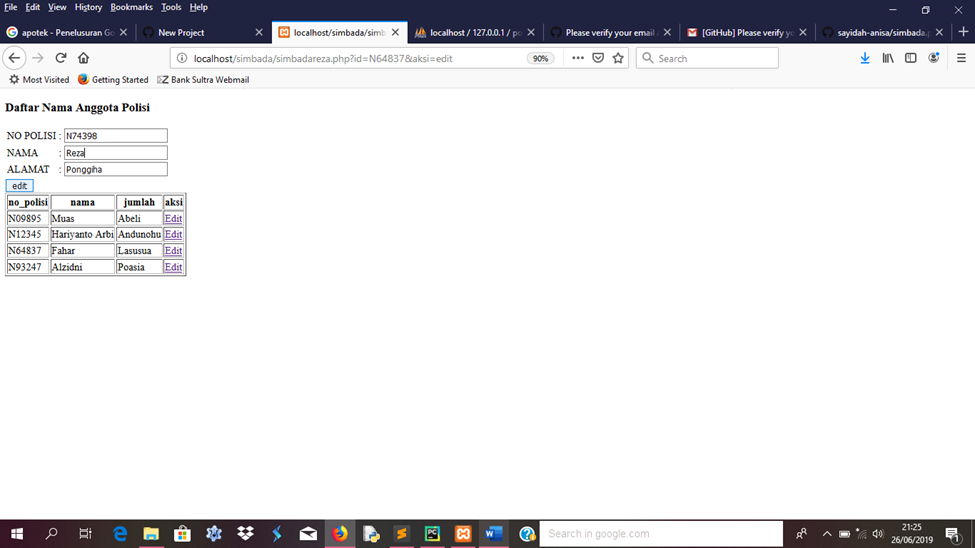 File Edit View History Bookmarks Tools Help
apotek - Penelusuran Go
New Project
localhost/simbada/simb
localhost / 127.0.0.1 / po
Please verify your email
[GitHub] Please verify yo
sayidah-anisa/simbada.p
localhost/simbada/simbadareza.php?id=N64837&aksi=edit
90%
Search
Most Visited Getting Started Bank Sultra Webmail
Daftar Nama Anggota Polisi
NO POLISI : N74398
NAMA : Reza
ALAMAT : Ponggiha
edit
no_polisi nama jumlah aksi
N09895 Muas Abeli Edit
N12345 Hariyanto Arbi Andunohu Edit
N64837 Fahar Lasusua Edit
N93247 Alzidni Poasia Edit
Search in google.com
21:25
26/06/2019